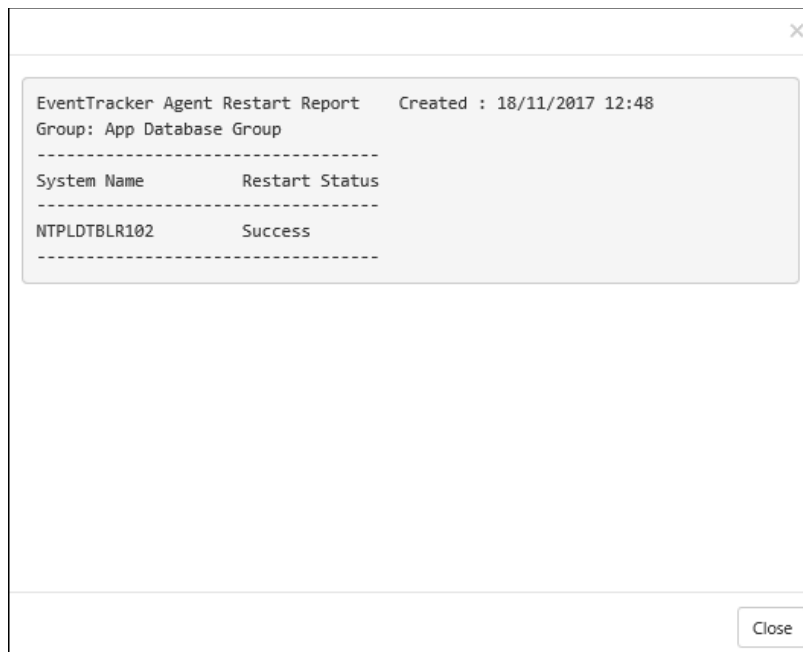 EventTracker Agent Restart Report    Created : 18/11/2017 12:48
Group: App Database Group
-----------------------------------
System Name          Restart Status
-----------------------------------
NTPLDTBLR102         Success
-----------------------------------
Close